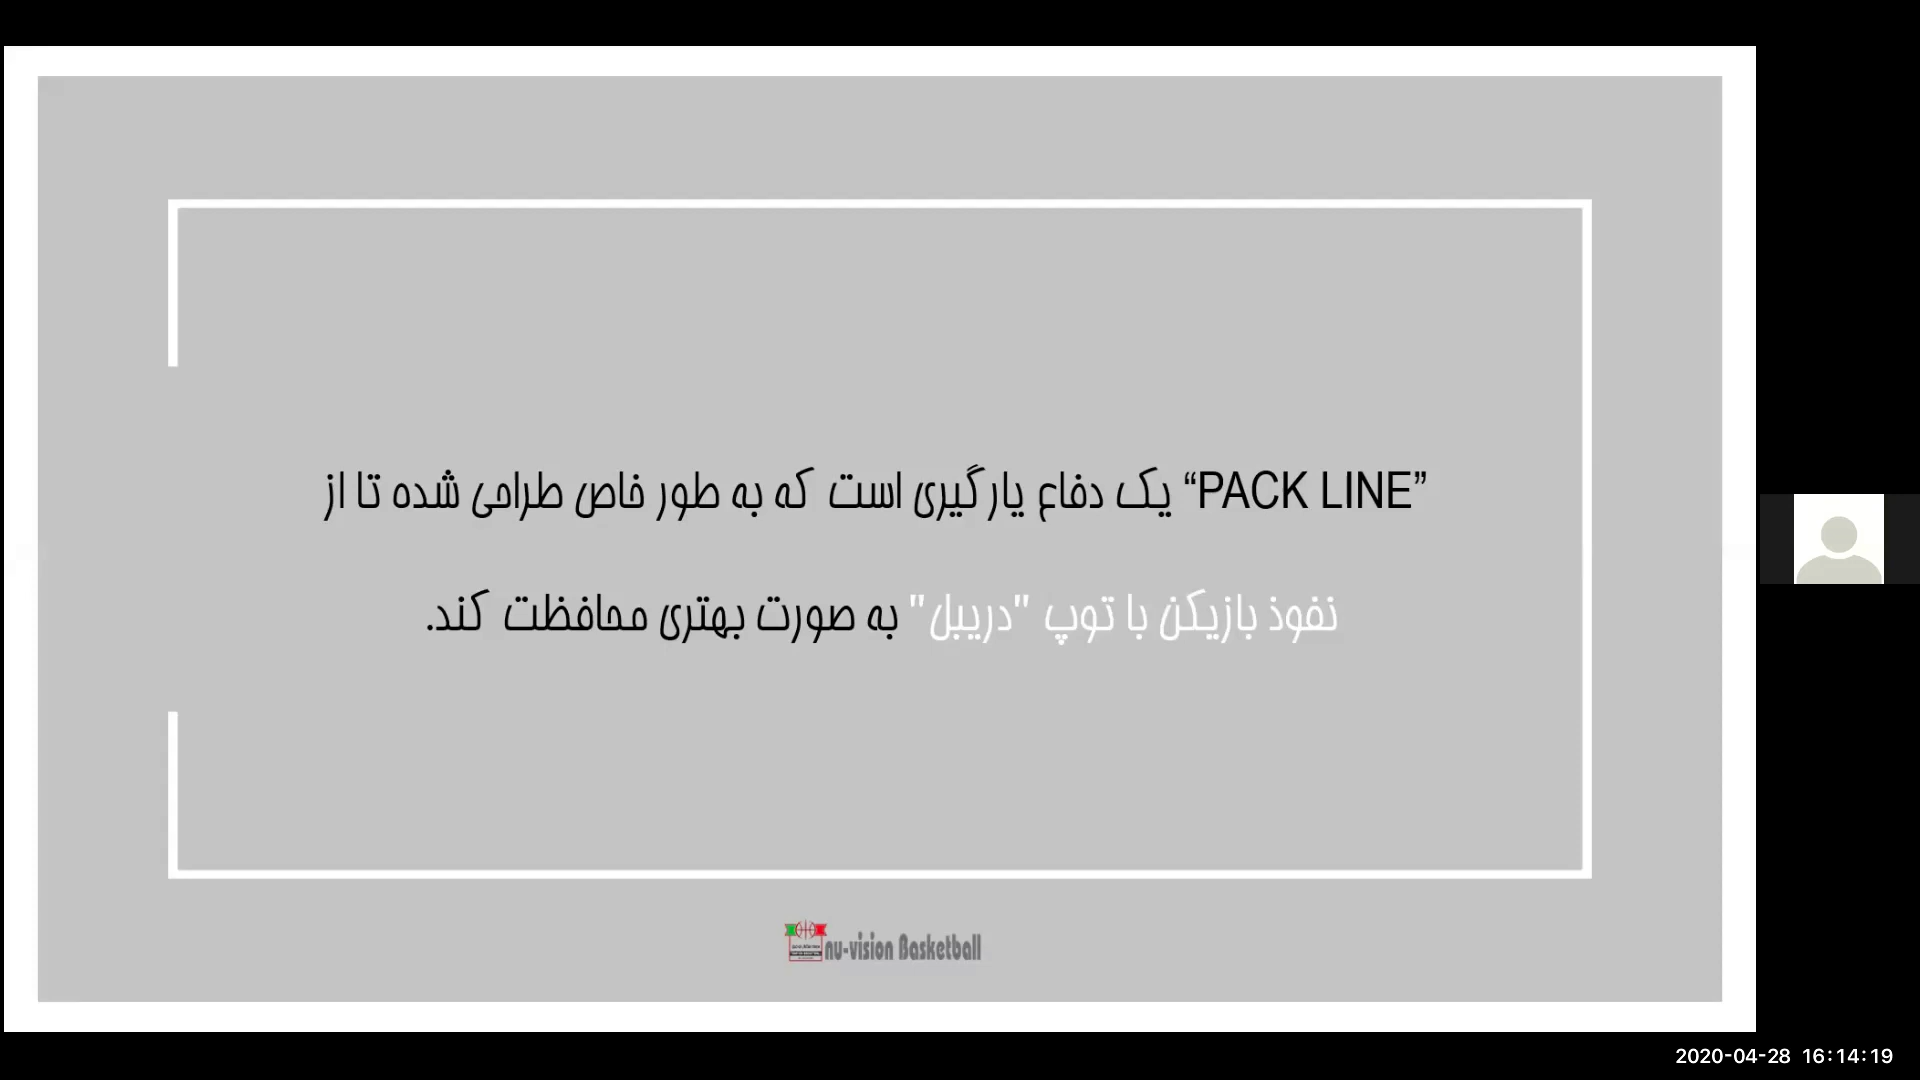 ”PACK LINE“ یک دفاع یارگیری است که به طور خاص طراحی شده تا از
نفوذ بازیکن با توپ "دریبل" به صورت بهتری محافظت کند.
nu-vision Basketball
2020-04-28 16:14:19